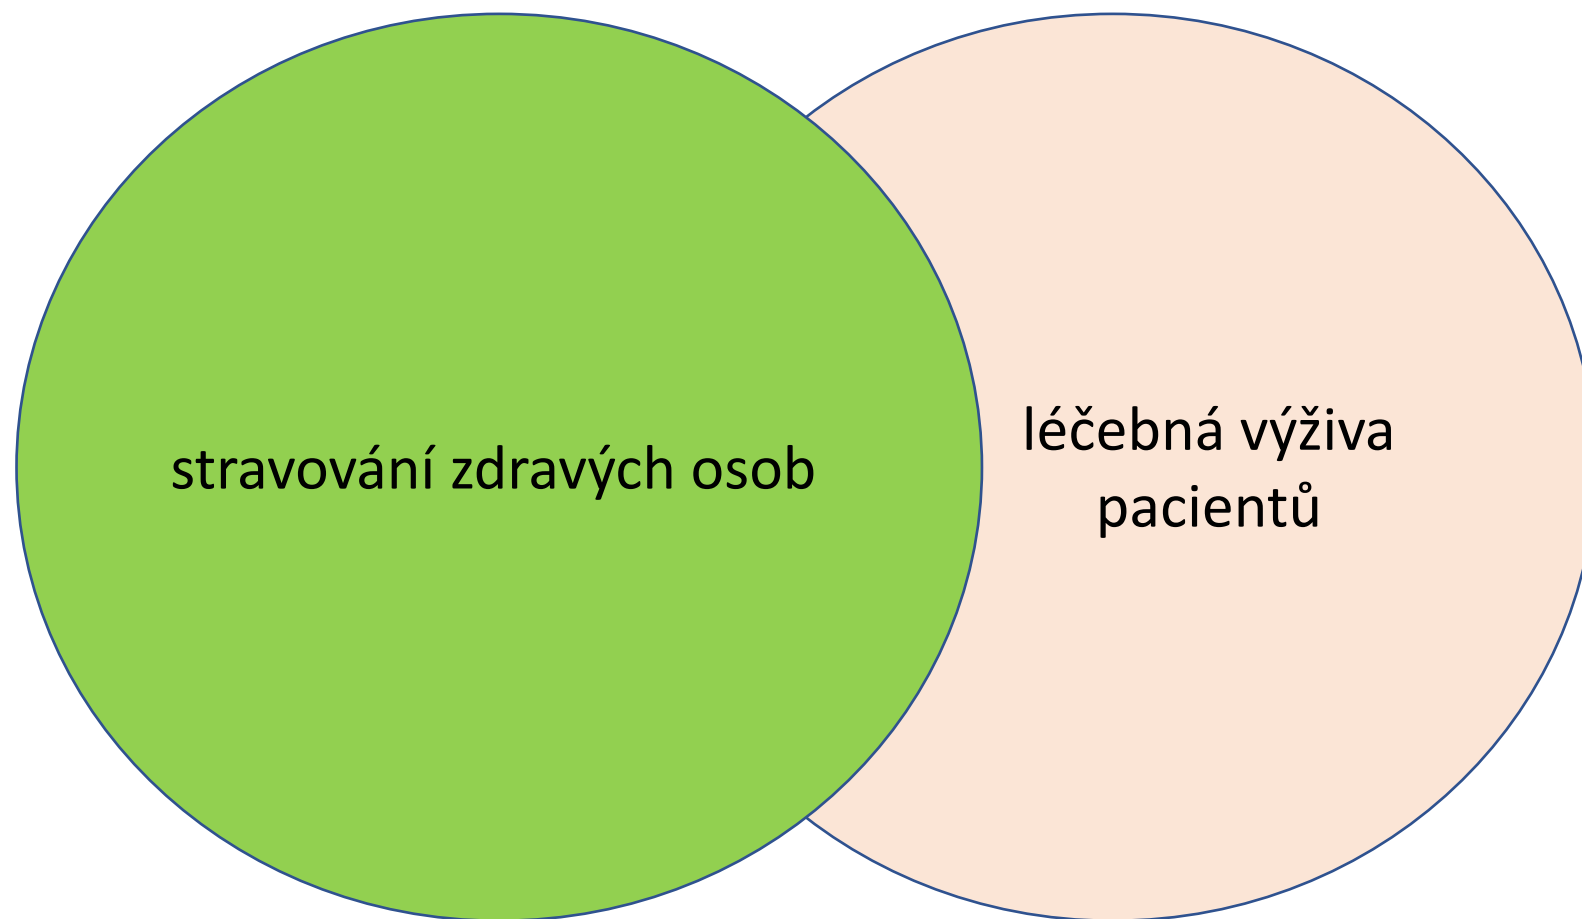 stravování zdravých osob
léčebná výživa
pacientů